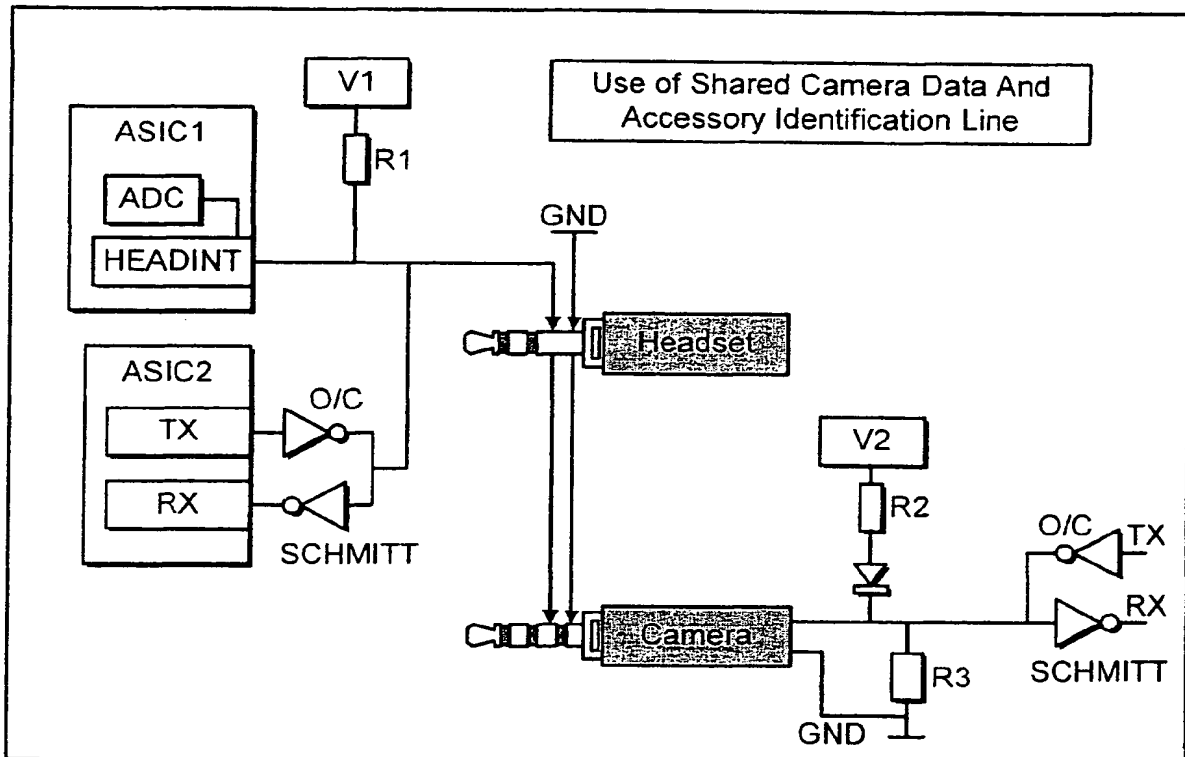 Use of Shared Camera Data And
Accessory Identification Line
V1
R1
ASIC1
ADC
HEADINT
GND
Headset
ASIC2
TX
RX
O/C
SCHMITT
V2
R2
O/C
TX
RX
SCHMITT
Camera
R3
GND